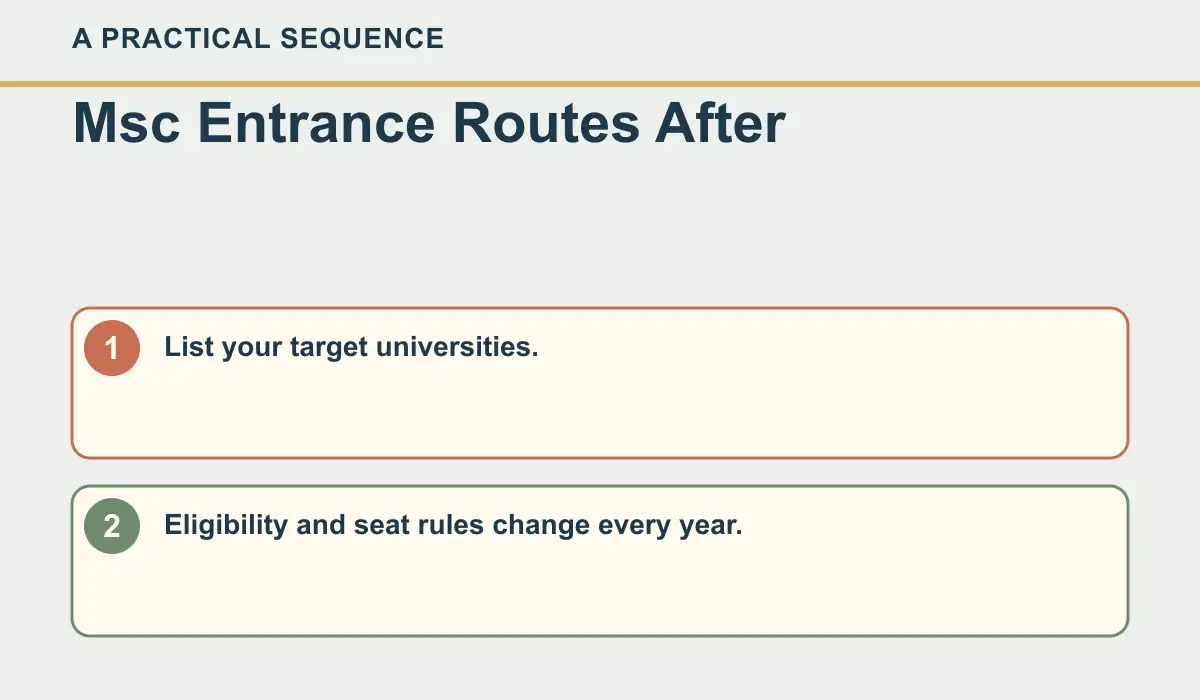 A PRACTICAL SEQUENCE
Msc Entrance Routes After
1
List your target universities.
2
Eligibility and seat rules change every year.